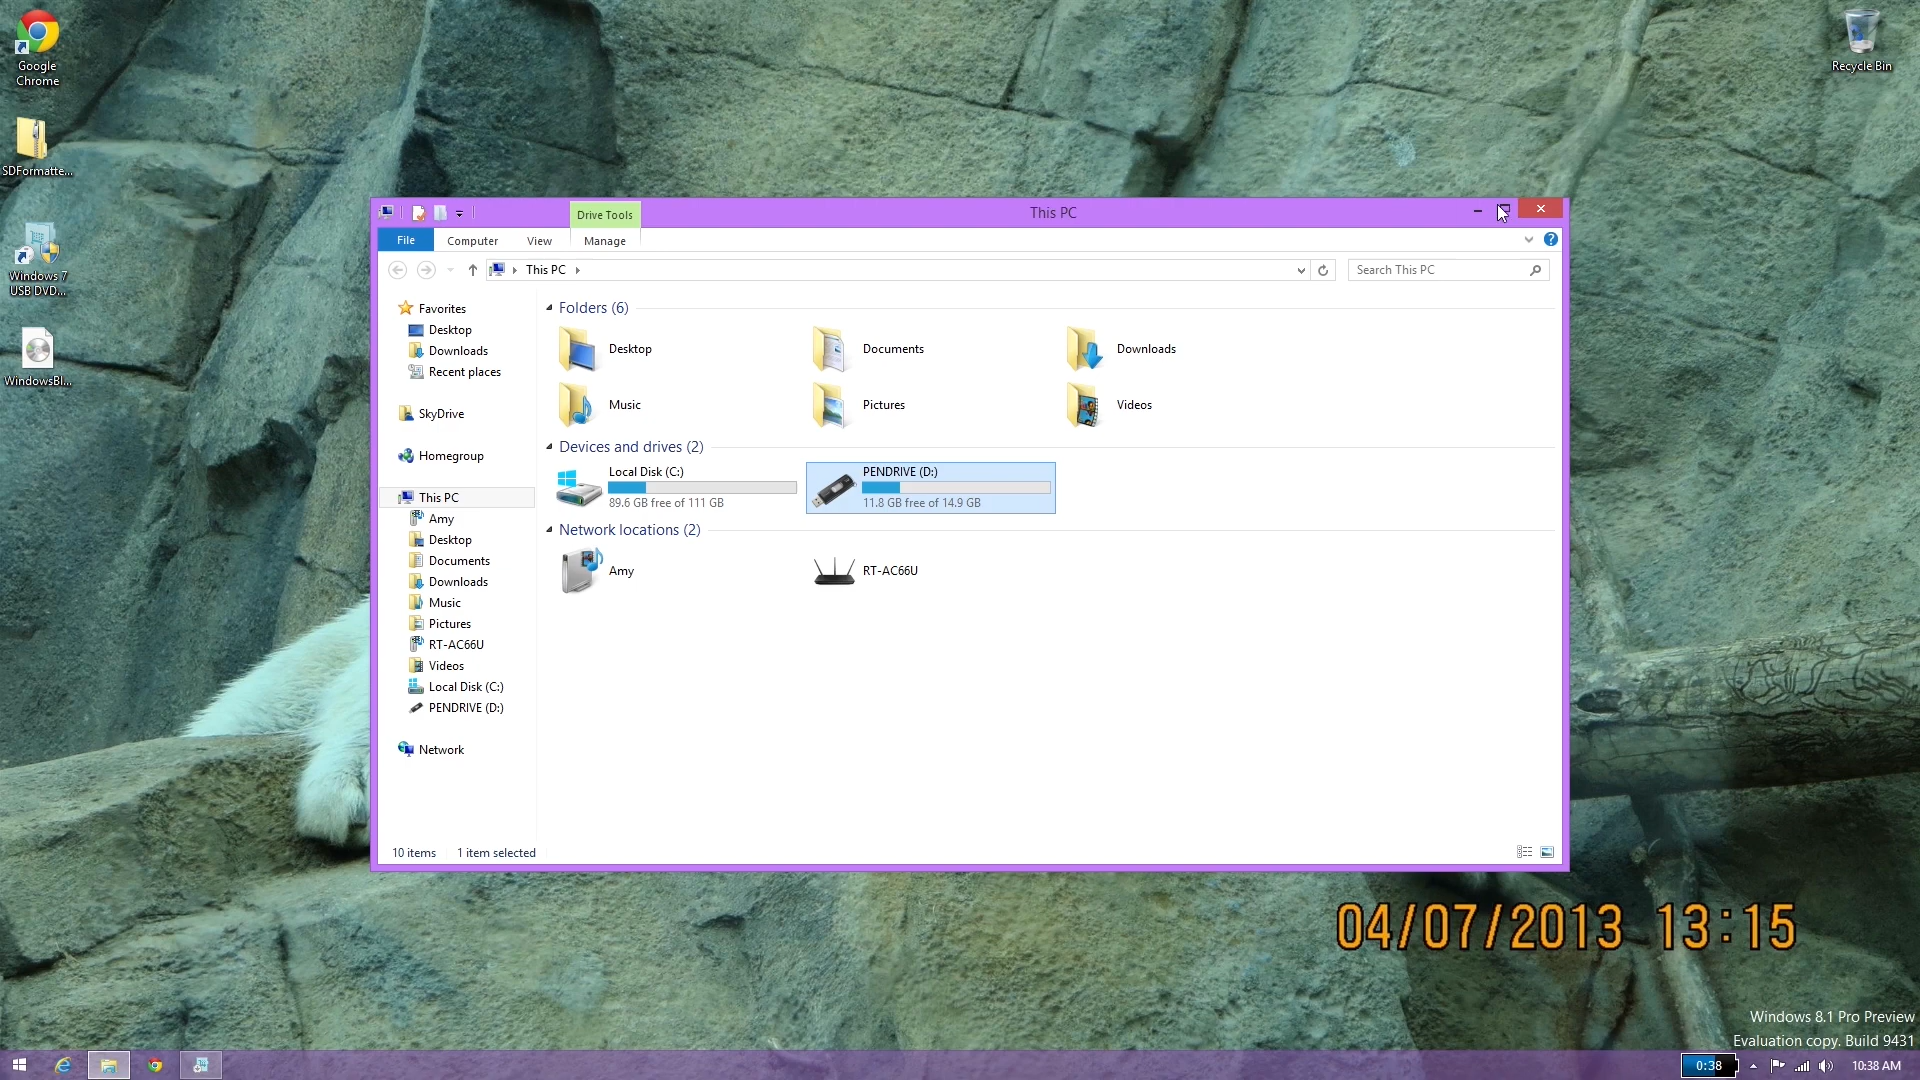 Google
Chrome
SDFormatte...
Windows 7
USB DVD...
WindowsBl...
Recycle Bin
Drive Tools
This PC
File
Computer
View
Manage
This PC
Search This PC
Favorites
Desktop
Downloads
Recent places
SkyDrive
Homegroup
This PC
Amy
Desktop
Documents
Downloads
Music
Pictures
RT-AC66U
Videos
Local Disk (C:)
PENDRIVE (D:)
Network
Folders (6)
Desktop
Documents
Downloads
Music
Pictures
Videos
Devices and drives (2)
Local Disk (C:)
89.6 GB free of 111 GB
PENDRIVE (D:)
11.8 GB free of 14.9 GB
Network locations (2)
Amy
RT-AC66U
10 items
1 item selected
04/07/2013 13:15
Windows 8.1 Pro Preview
Evaluation copy. Build 9431
0:38
10:38 AM